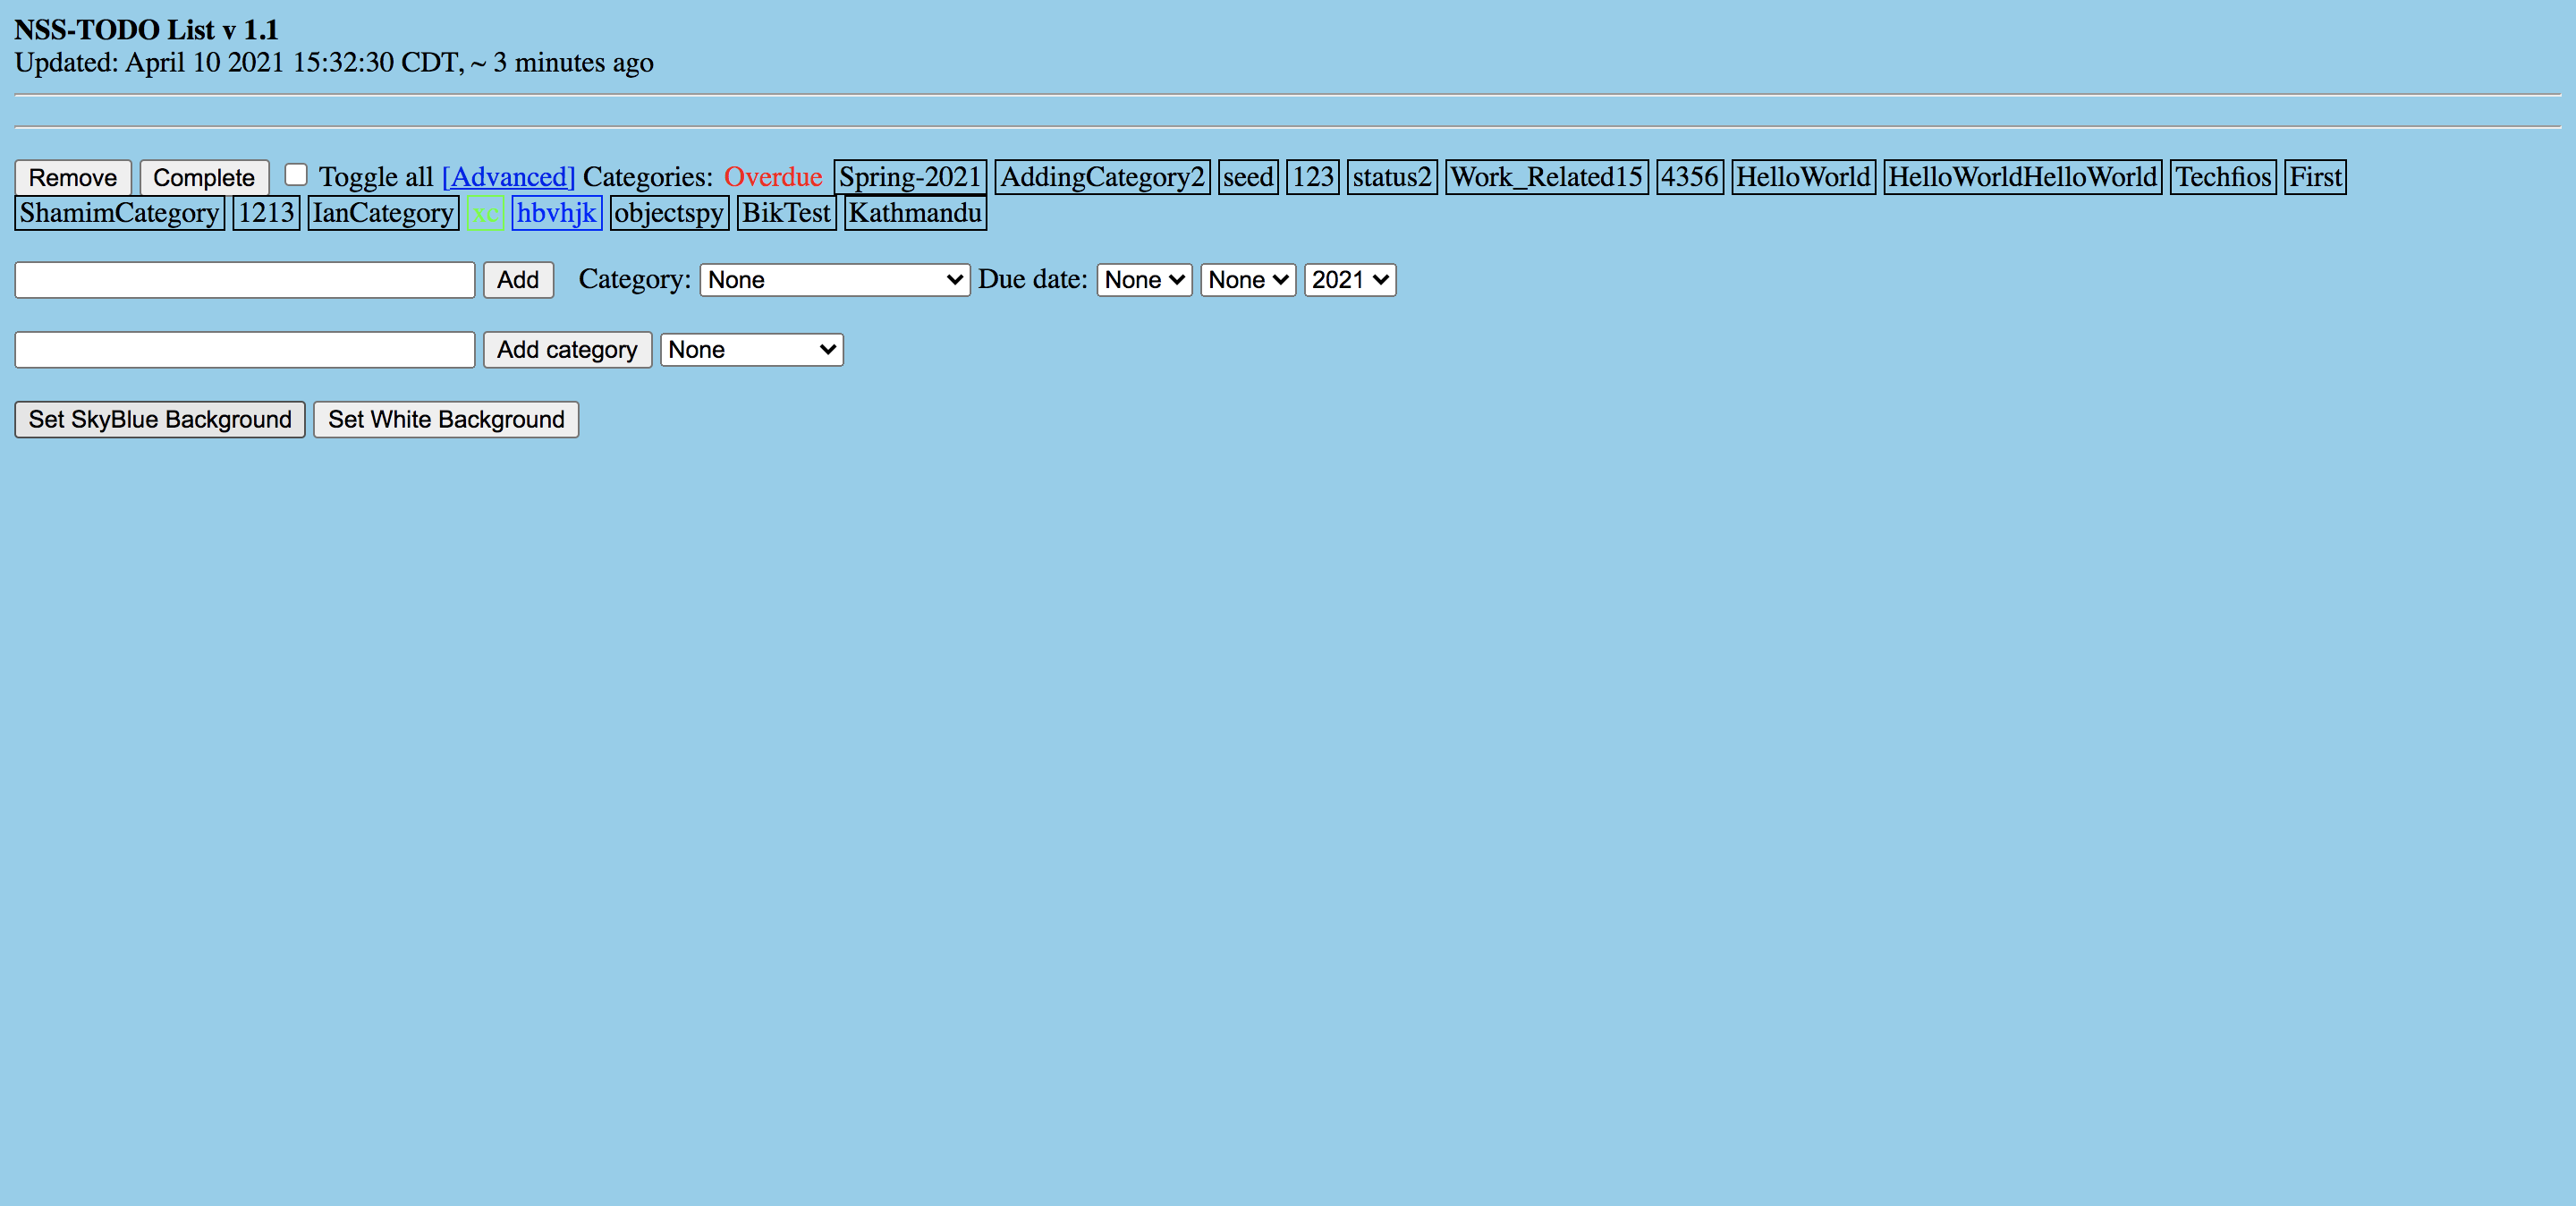 NSS-TODO List v 1.1
Updated: April 10 2021 15:32:30 CDT, ~ 3 minutes ago
Remove Complete Toggle all [Advanced] Categories: Overdue Spring-2021 AddingCategory2 seed 123 status2 Work_Related15 4356 HelloWorld HelloWorldHelloWorld Techfios First
ShamimCategory 1213 IanCategory xc hbvhjk objectspy BikTest Kathmandu
Add Category: None Due date: None None 2021
Add category None
Set SkyBlue Background Set White Background